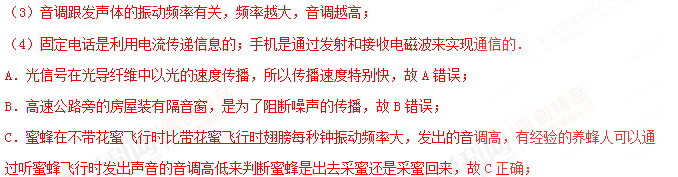 （3）音调跟发声体的振动频率有关，频率越大，音调越高；
（4）固定电话是利用电流传递信息的；手机是通过发射和接收电磁波来实现通信的．
A．光信号在光导纤维中以光的速度传播，所以传播速度特别快，故 A 错误；
B．高速公路旁的房屋装有隔音窗，是为了阻断噪声的传播，故 B 错误；
C．蜜蜂在不带花蜜飞行时比带花蜜飞行时翅膀每秒钟振动频率大，发出的音调高，有经验的养蜂人可以通
过听蜜蜂飞行时发出声音的音调高低来判断蜜蜂是出去采蜜还是采蜜回来，故 C 正确；